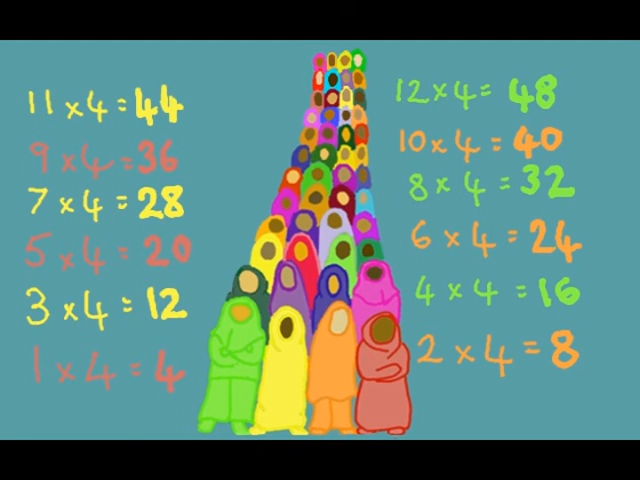 11 x 4 = 44
9 x 4 = 36
7 x 4 = 28
5 x 4 = 20
3 x 4 = 12
1 x 4 = 4
12 x 4 = 48
10 x 4 = 40
8 x 4 = 32
6 x 4 = 24
4 x 4 = 16
2 x 4 = 8